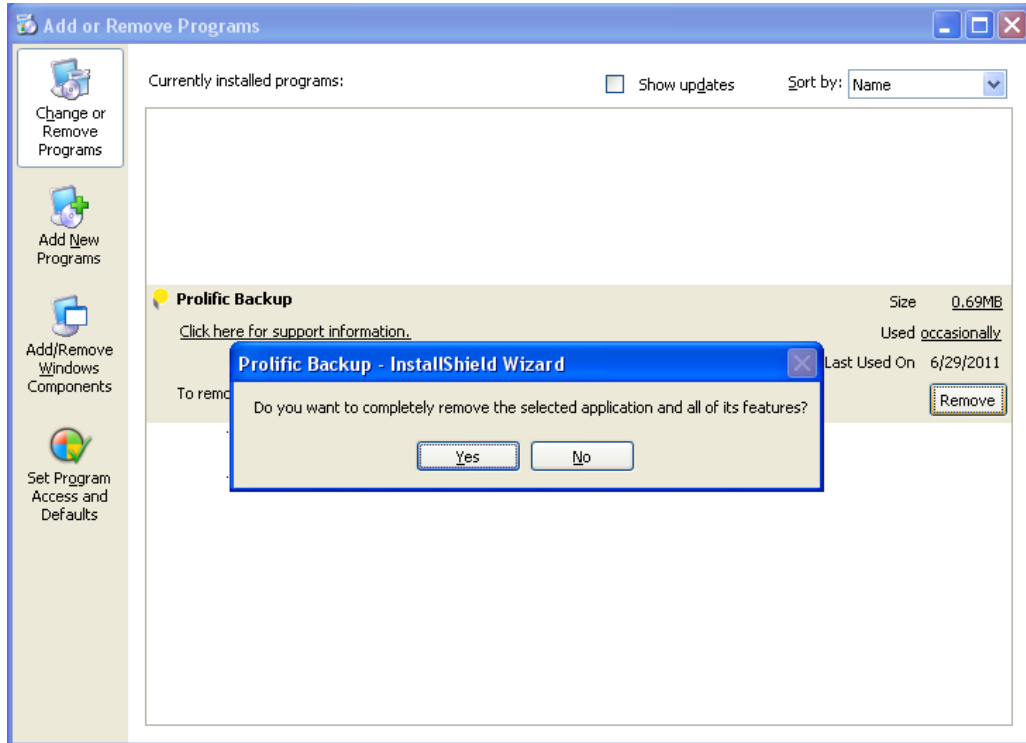 Add or Remove Programs
Change or
Remove
Programs
Add New
Programs
Add/Remove
Windows
Components
Set Program
Access and
Defaults
Currently installed programs:
Show updates
Sort by: Name
Prolific Backup
Size 0.69MB
Click here for support information.
Used occasionally
Last Used On 6/29/2011
To remo
Remove
Prolific Backup - InstallShield Wizard
Do you want to completely remove the selected application and all of its features?
Yes
No